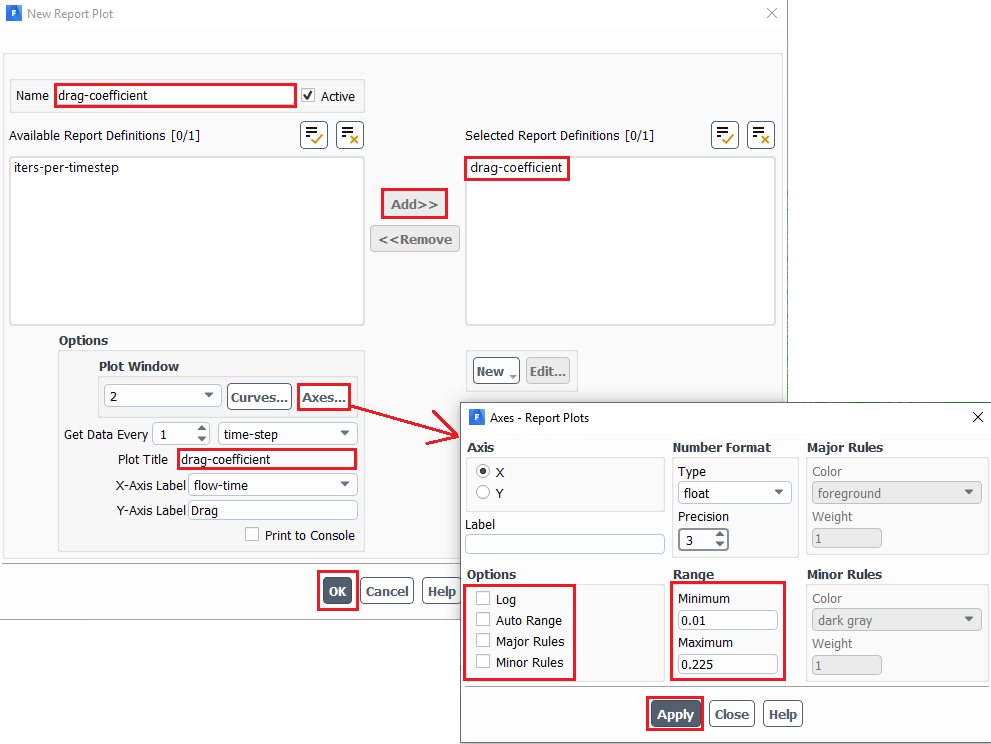 New Report Plot
Name drag-coefficient Active
Available Report Definitions [0/1]
Selected Report Definitions [0/1]
iters-per-timestep
drag-coefficient
Add>>
<<Remove
Options
Plot Window
2 Curves... Axes...
New Edit...
Get Data Every 1 time-step
Plot Title drag-coefficient
X-Axis Label flow-time
Y-Axis Label Drag
Print to Console
OK Cancel Help
Axes - Report Plots
Axis
X
Y
Label
Number Format
Type
float
Precision
3
Major Rules
Color
foreground
Weight
1
Options
Log
Auto Range
Major Rules
Minor Rules
Range
Minimum
0.01
Maximum
0.225
Minor Rules
Color
dark gray
Weight
1
Apply Close Help